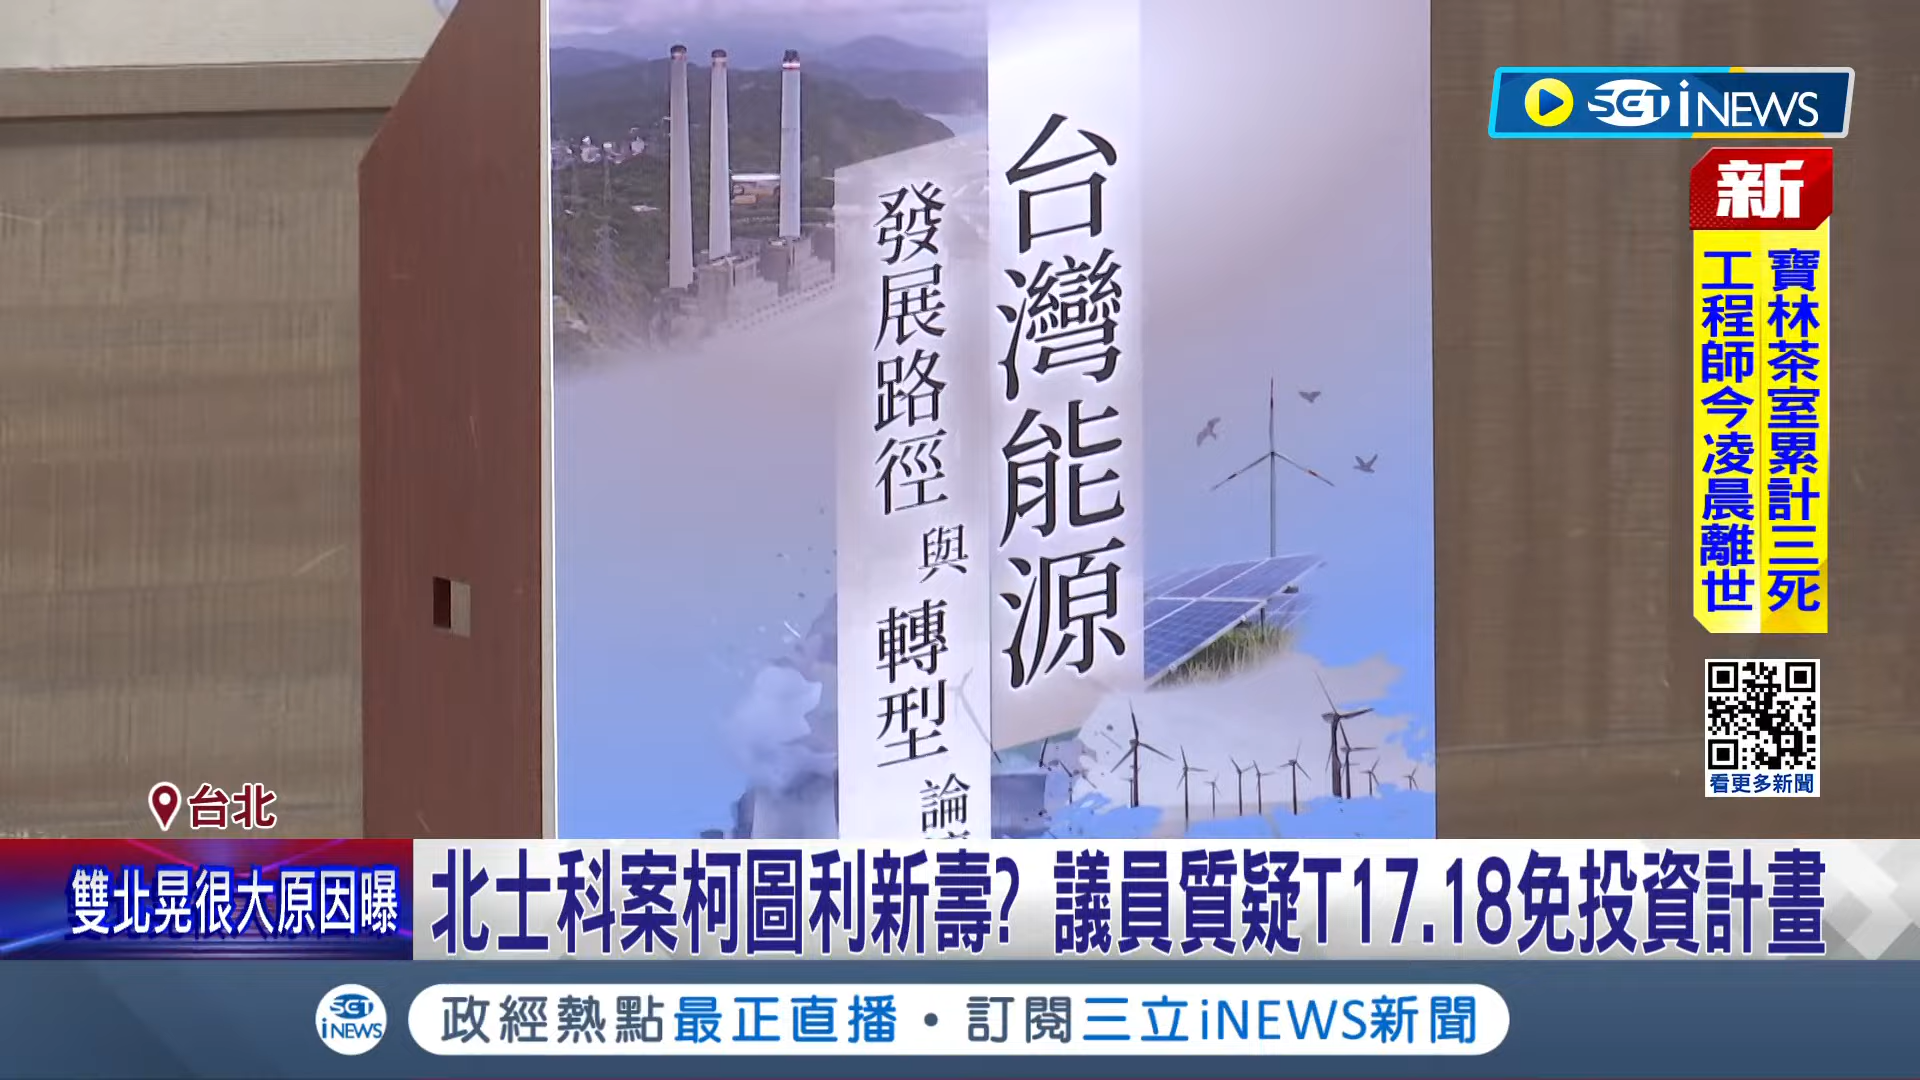 SETiNEWS
新
寶林茶室累計三死
工程師今凌晨離世
看更多新聞
台灣能源
發展路徑與轉型論
台北
雙北晃很大原因曝
北士科案柯圖利新壽? 議員質疑T17.18免投資計畫
SET iNEWS
政經熱點最正直播・訂閱三立iNEWS新聞